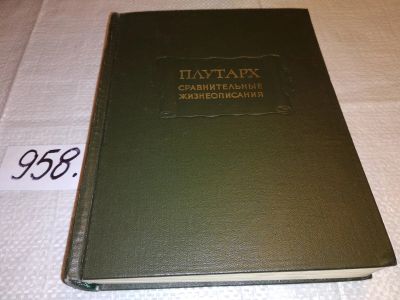 ПЛУТАРХ
СРАВНИТЕЛЬНЫЕ
ЖИЗНЕОПИСАНИЯ
958.